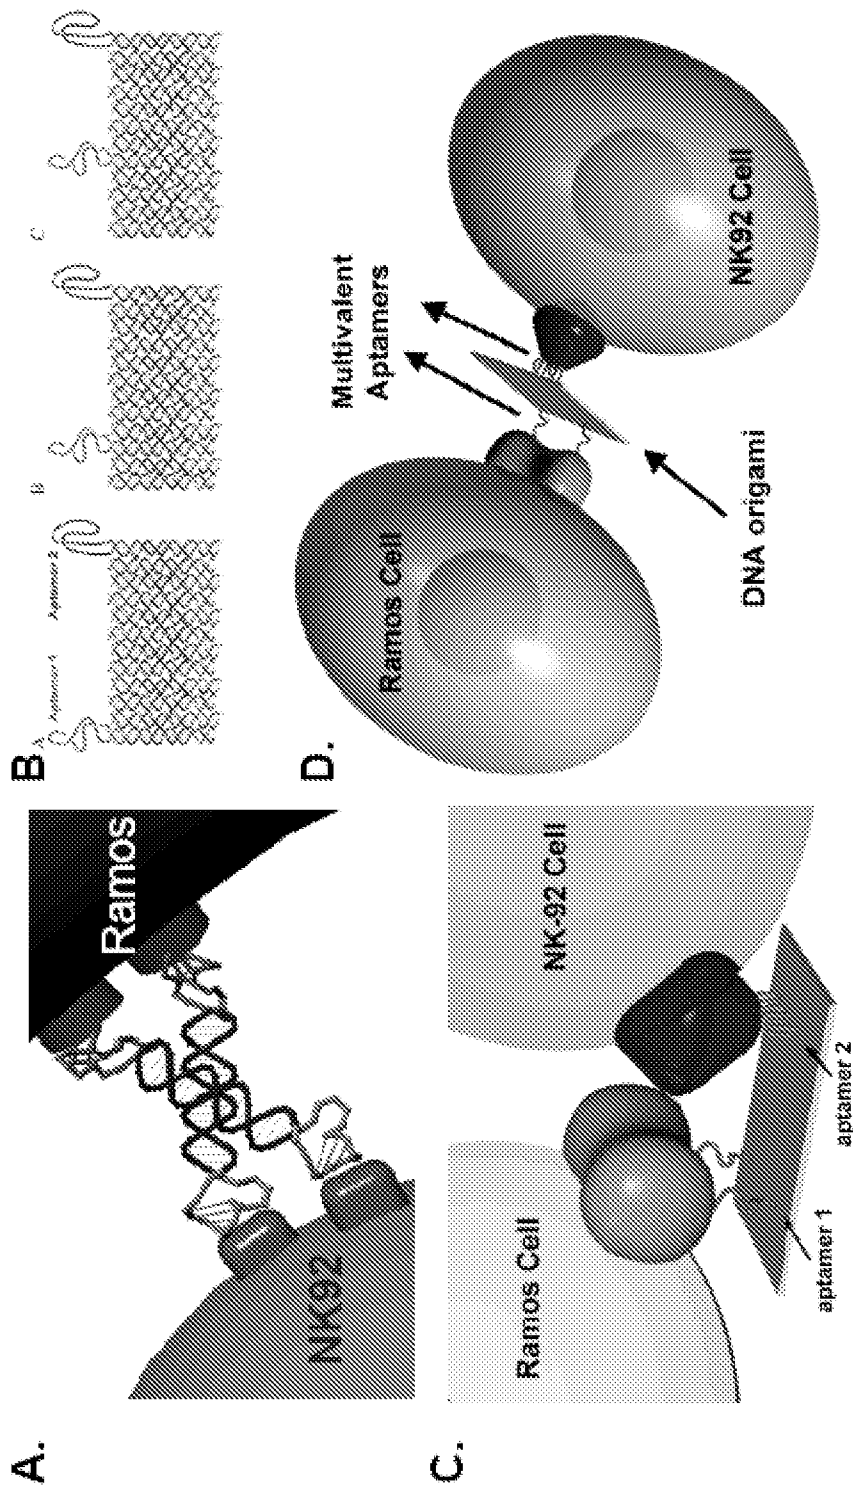 A.
Ramos
NK92
B
A
Aptamer 1
Aptamer 2
B
C
C.
Ramos Cell
NK-92 Cell
aptamer 1
aptamer 2
D.
Ramos Cell
Multivalent
Aptamers
NK92 Cell
DNA origami